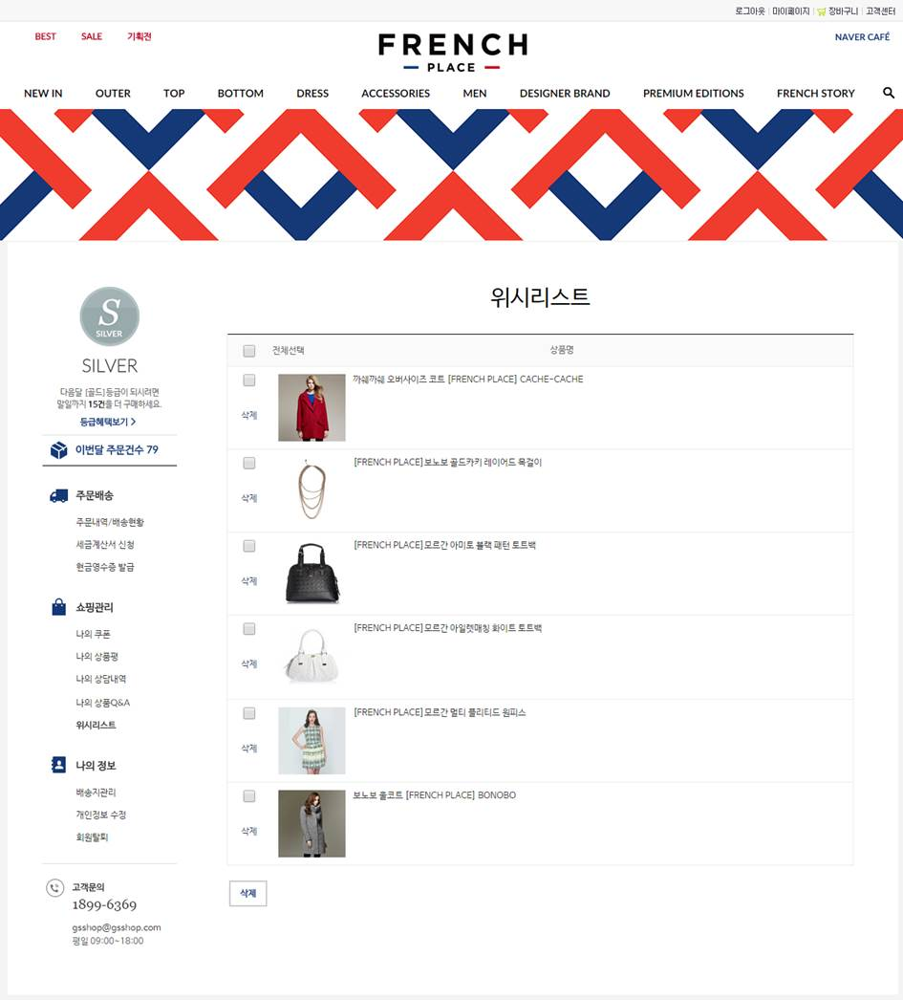 로그아웃 | 마이페이지 | 장바구니 | 고객센터
BEST SALE 기획전
FRENCH
PLACE
NAVER CAFÉ
NEW IN OUTER TOP BOTTOM DRESS ACCESSORIES MEN DESIGNER BRAND PREMIUM EDITIONS FRENCH STORY
S
SILVER
SILVER
다음달 [골드]등급이 되시려면
말일까지 15건을 더 구매하세요.
등급혜택보기 >
이번달 주문건수 79
주문배송
주문내역/배송현황
세금계산서 신청
현금영수증 발급
쇼핑관리
나의 쿠폰
나의 상품평
나의 상담내역
나의 상품Q&A
위시리스트
나의 정보
배송지관리
개인정보 수정
회원탈퇴
고객문의
1899-6369
gsshop@gsshop.com
평일 09:00~18:00
위시리스트
전체선택 상품명
까쉐까쉐 오버사이즈 코트 [FRENCH PLACE] CACHE-CACHE
삭제
[FRENCH PLACE]보노보 골드카키 레이어드 목걸이
삭제
[FRENCH PLACE]모르간 아미토 블랙 패턴 토트백
삭제
[FRENCH PLACE]모르간 아일렛매칭 화이트 토트백
삭제
[FRENCH PLACE]모르간 멀티 플리티드 원피스
삭제
보노보 울코트 [FRENCH PLACE] BONOBO
삭제
삭제